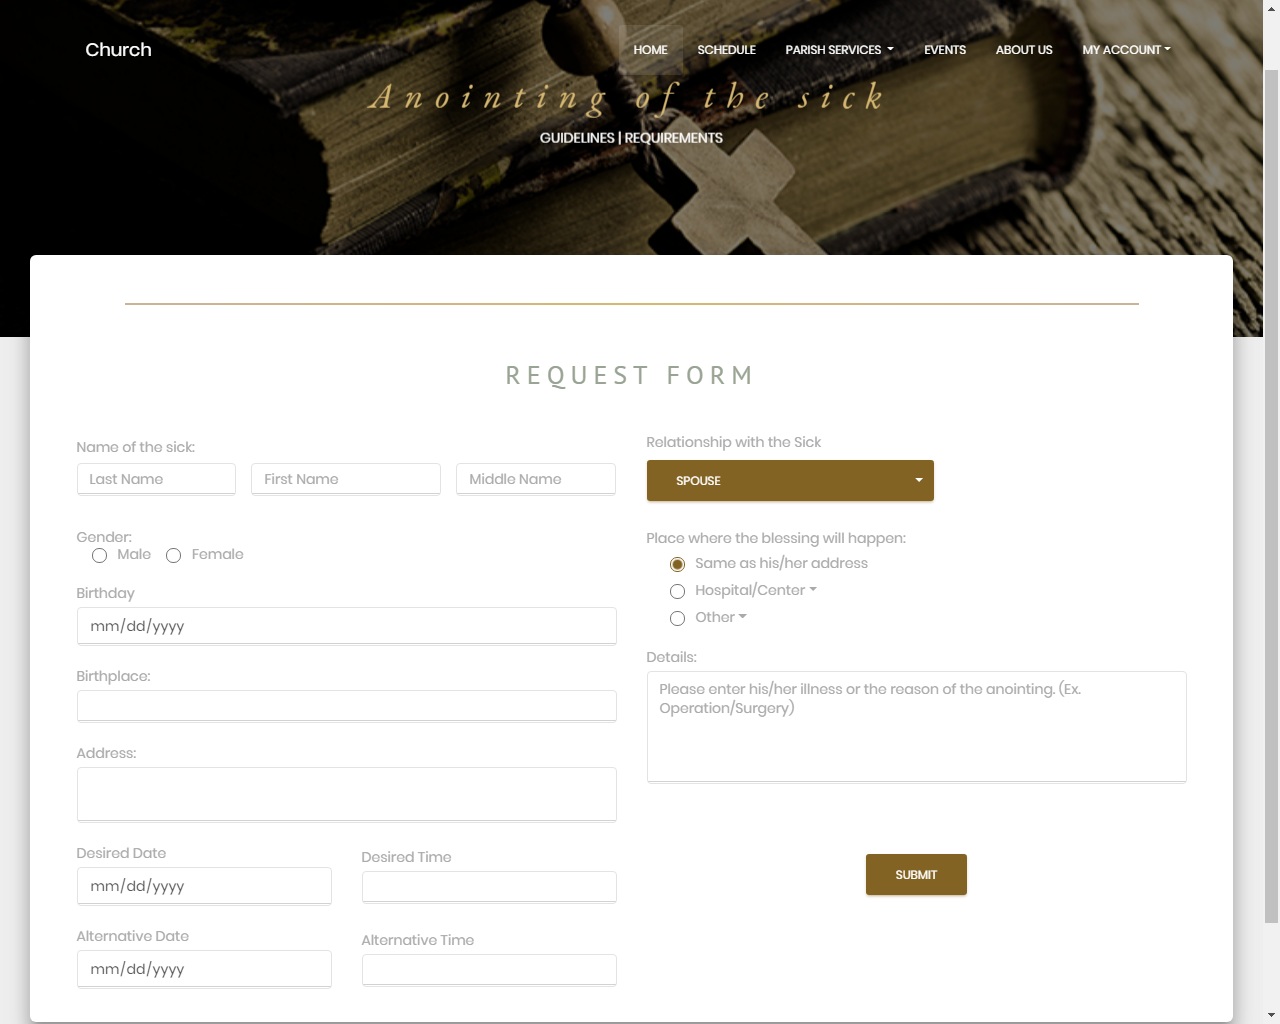 Church
HOME SCHEDULE PARISH SERVICES EVENTS ABOUT US MY ACCOUNT
Anointing of the sick
GUIDELINES | REQUIREMENTS
REQUEST FORM
Name of the sick:
Last Name First Name Middle Name
Gender:
Male Female
Birthday
mm/dd/yyyy
Birthplace:
Address:
Desired Date Desired Time
mm/dd/yyyy
Alternative Date Alternative Time
mm/dd/yyyy
Relationship with the Sick
SPOUSE
Place where the blessing will happen:
Same as his/her address
Hospital/Center
Other
Details:
Please enter his/her illness or the reason of the anointing. (Ex.
Operation/Surgery)
SUBMIT